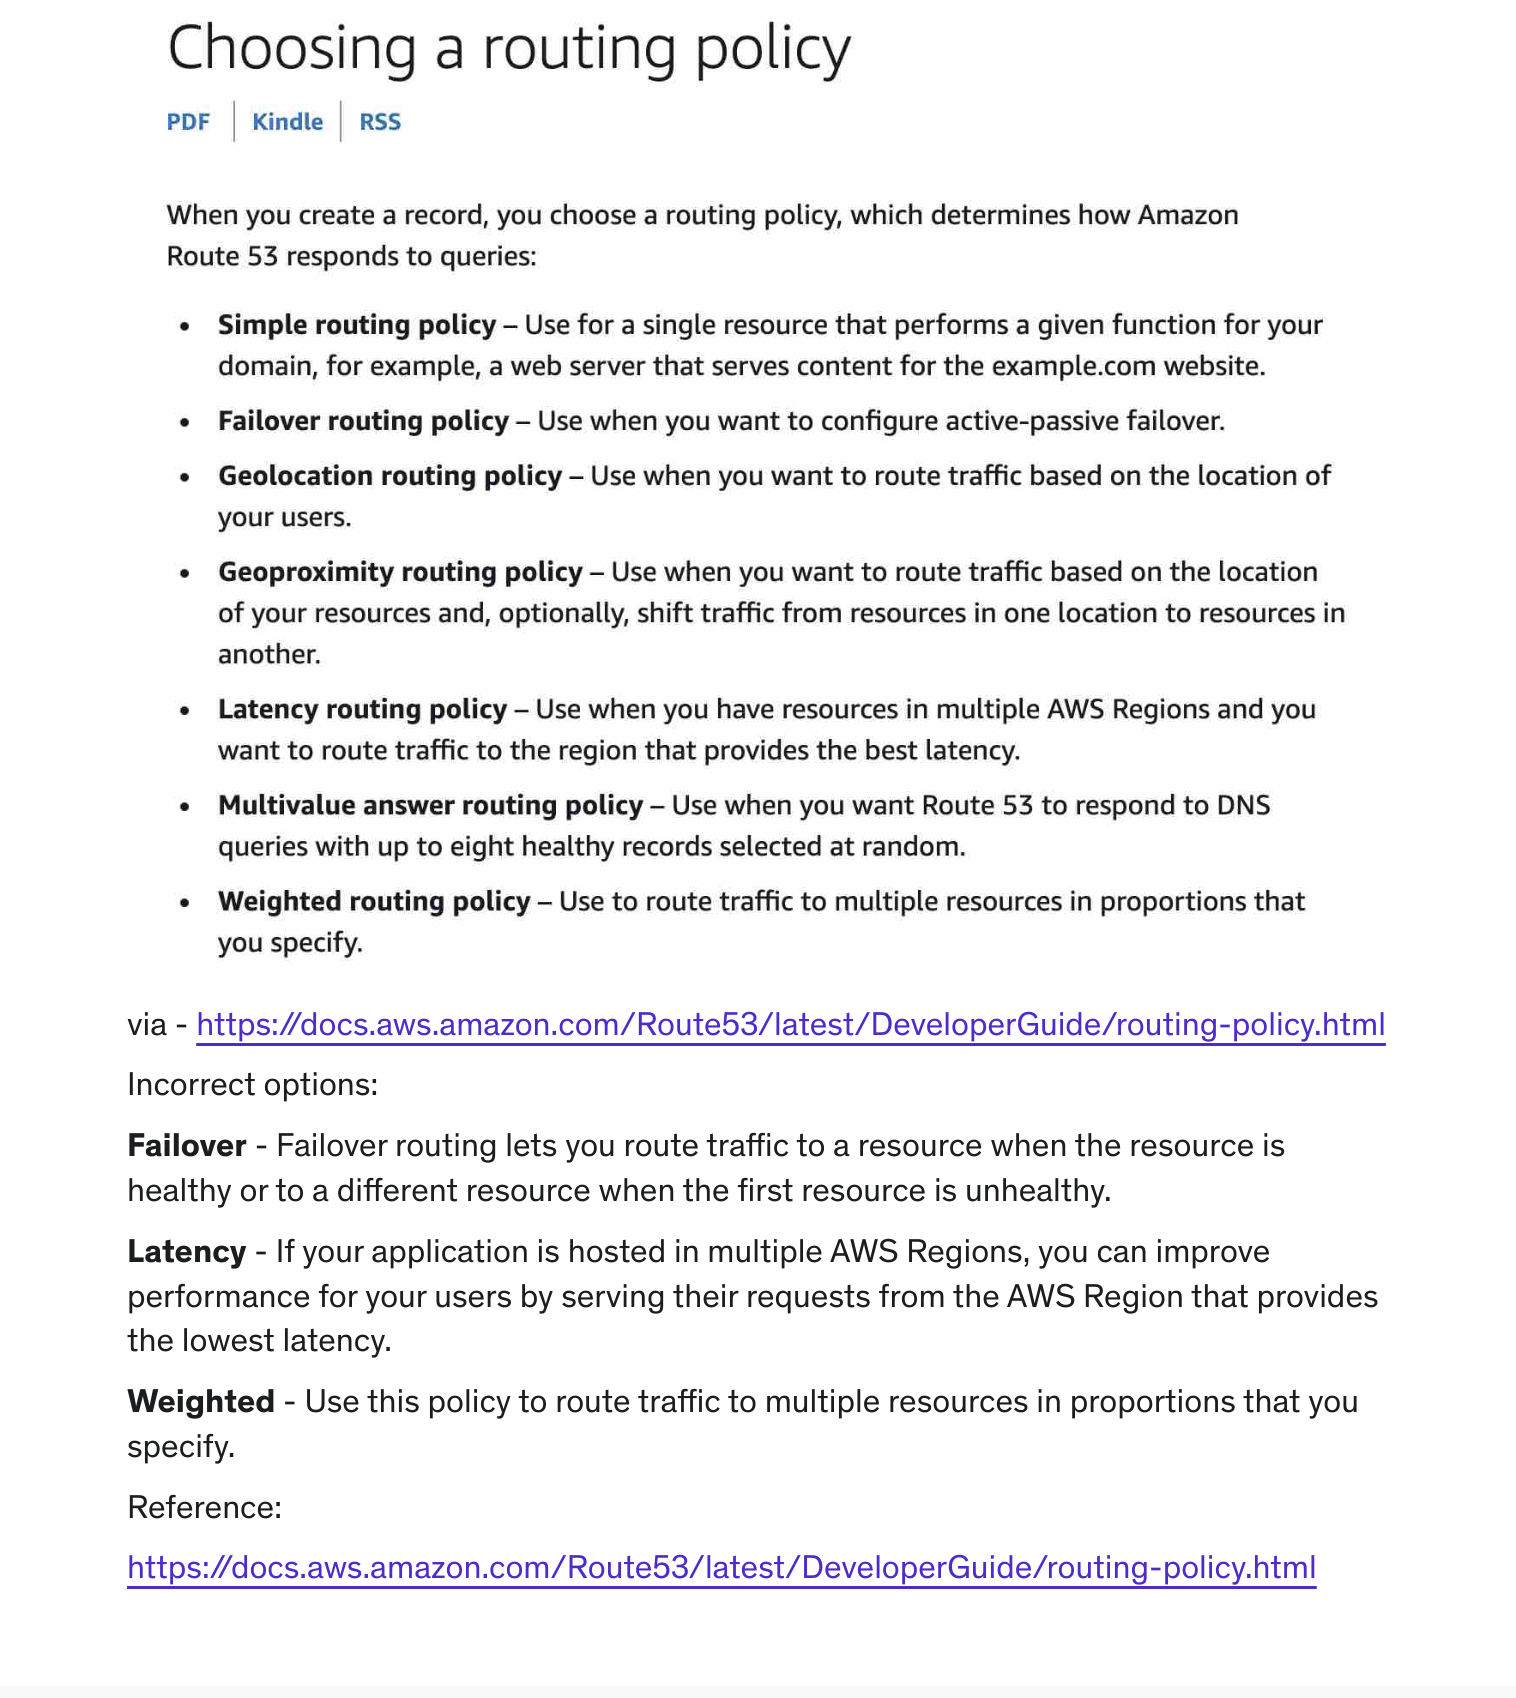 Choosing a routing policy
PDF
Kindle
RSS
When you create a record, you choose a routing policy, which determines how Amazon
Route 53 responds to queries:
• Simple routing policy – Use for a single resource that performs a given function for your
domain, for example, a web server that serves content for the example.com website.
• Failover routing policy – Use when you want to configure active-passive failover.
• Geolocation routing policy – Use when you want to route traffic based on the location of
your users.
• Geoproximity routing policy – Use when you want to route traffic based on the location
of your resources and, optionally, shift traffic from resources in one location to resources in
another.
• Latency routing policy – Use when you have resources in multiple AWS Regions and you
want to route traffic to the region that provides the best latency.
• Multivalue answer routing policy – Use when you want Route 53 to respond to DNS
queries with up to eight healthy records selected at random.
• Weighted routing policy – Use to route traffic to multiple resources in proportions that
you specify.
via - https://docs.aws.amazon.com/Route53/latest/DeveloperGuide/routing-policy.html
Incorrect options:
Failover - Failover routing lets you route traffic to a resource when the resource is
healthy or to a different resource when the first resource is unhealthy.
Latency - If your application is hosted in multiple AWS Regions, you can improve
performance for your users by serving their requests from the AWS Region that provides
the lowest latency.
Weighted - Use this policy to route traffic to multiple resources in proportions that you
specify.
Reference:
https://docs.aws.amazon.com/Route53/latest/DeveloperGuide/routing-policy.html